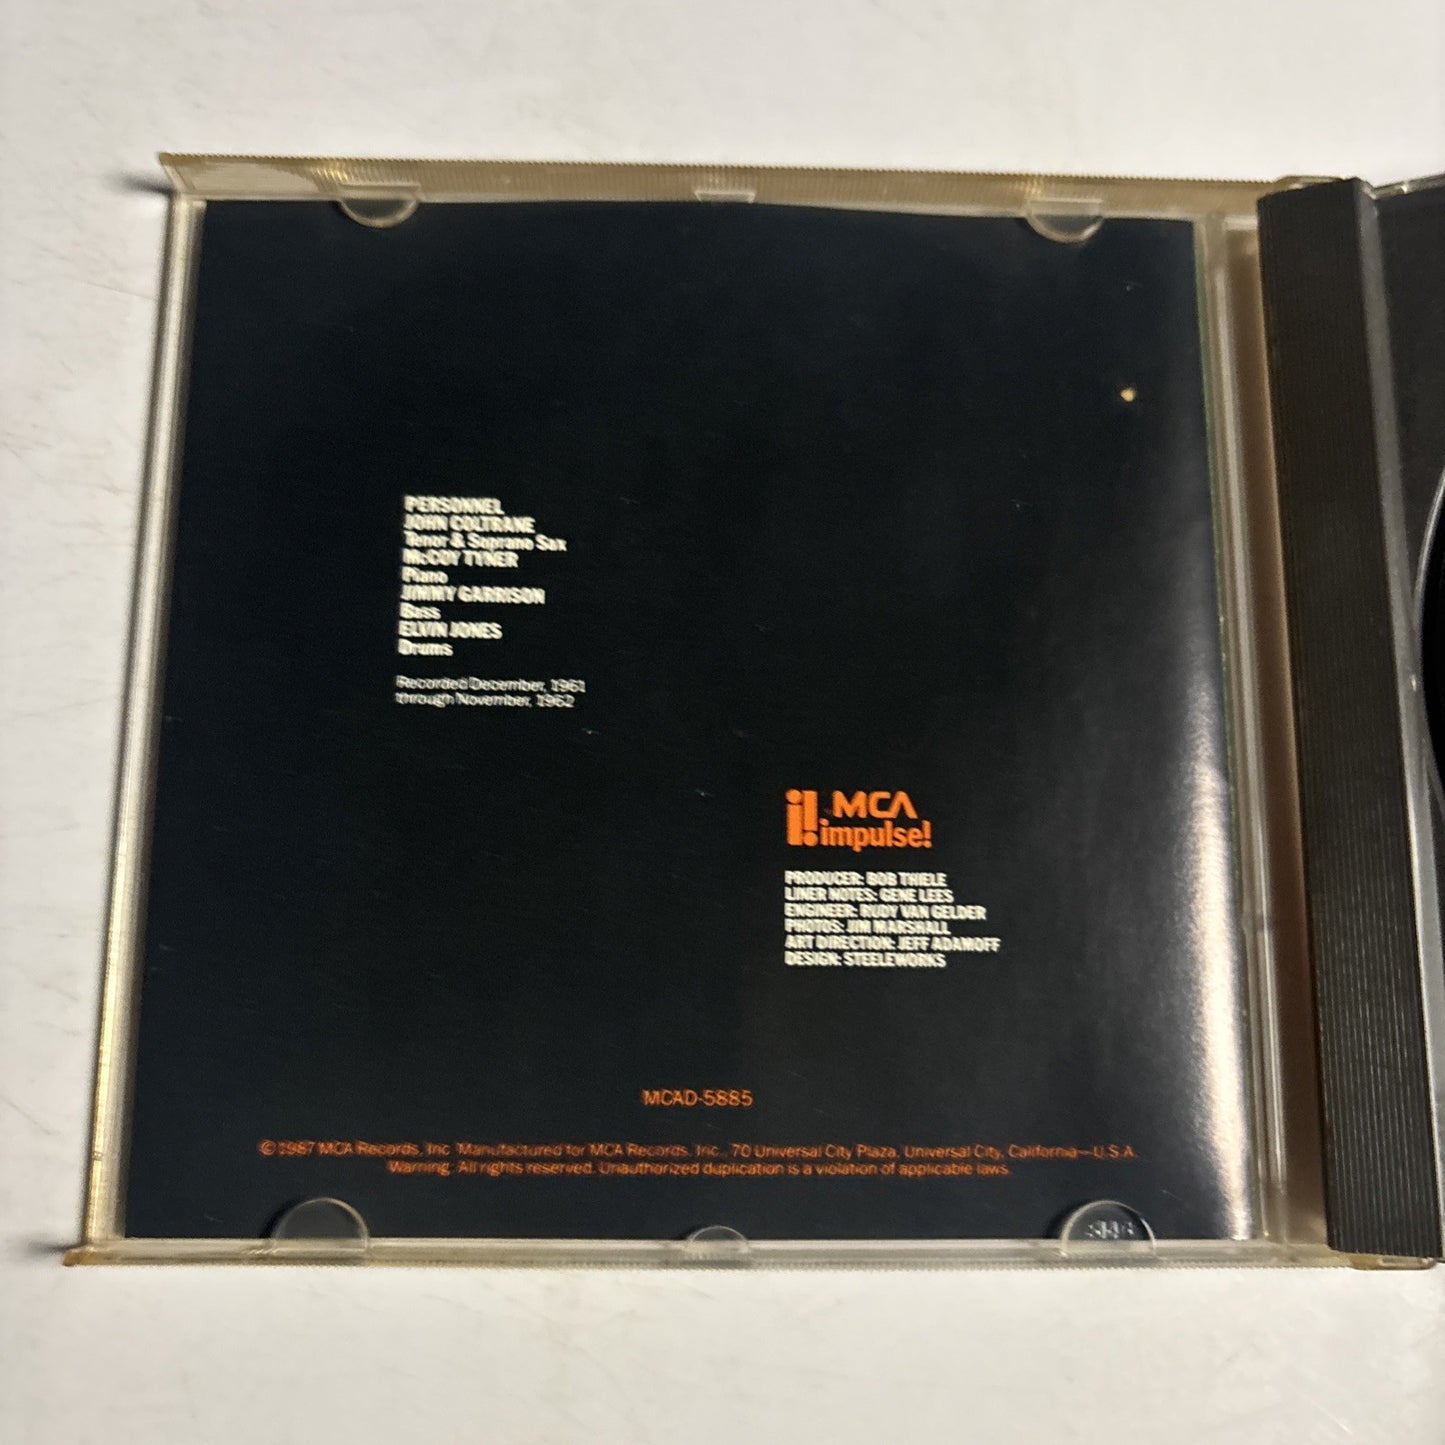 PERSONNEL
JOHN COLTRANE
Tenor & Soprano Sax
McCOY TYNER
Piano
JIMMY GARRISON
Bass
ELVIN JONES
Drums
Recorded December, 1961
through November, 1962
MCA
impulse!
PRODUCER: BOB THIELE
LINER NOTES: GENE LEES
ENGINEER: RUDY VAN GELDER
PHOTOS: JIM MARSHALL
ART DIRECTION: JEFF ADAMOFF
DESIGN: STEELEWORKS
MCAD-5885
© 1987 MCA Records, Inc. Manufactured for MCA Records, Inc., 70 Universal City Plaza, Universal City, California—U.S.A.
Warning: All rights reserved. Unauthorized duplication is a violation of applicable laws.